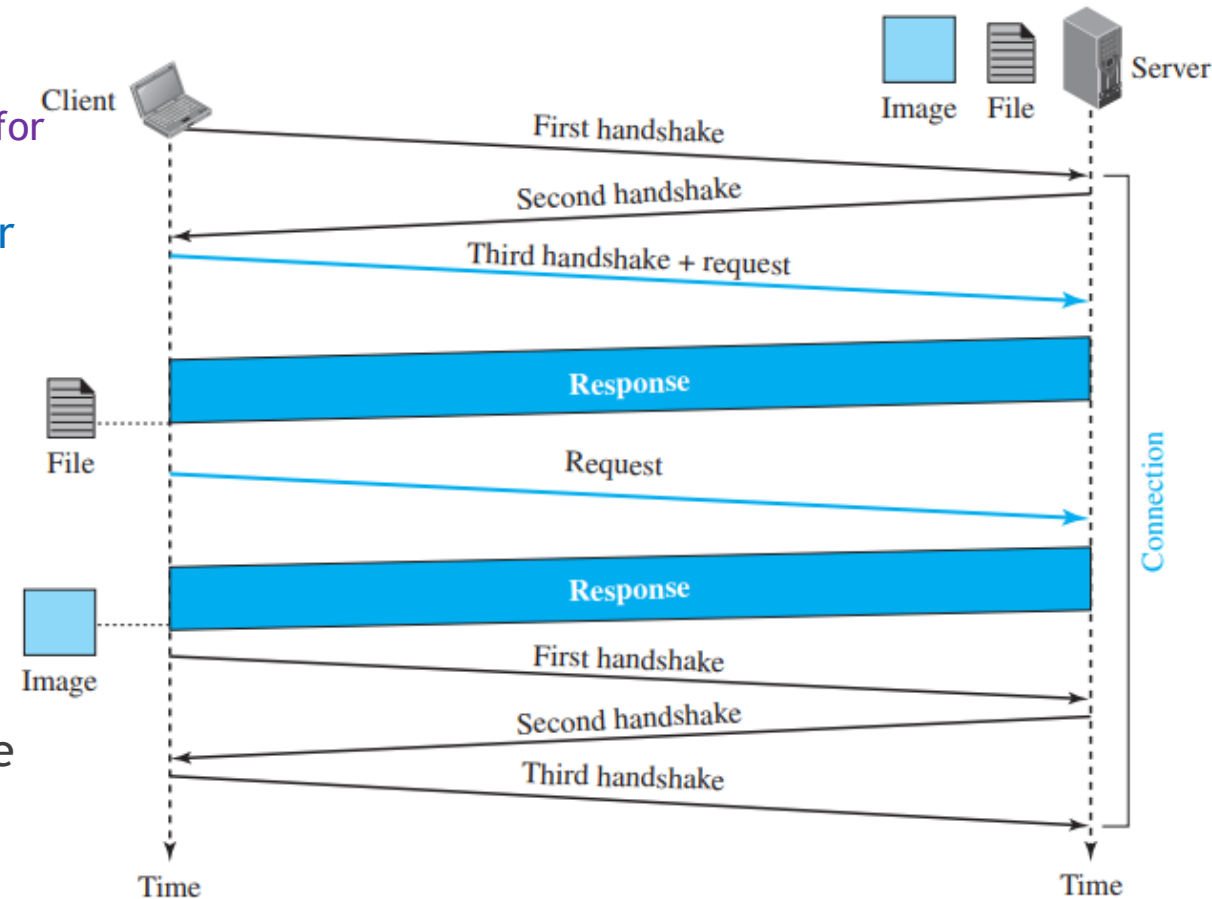 Client
for
Image
File
Server
First handshake
Second handshake
r
Third handshake + request
Response
File
Request
Connection
Response
Image
First handshake
Second handshake
e
Third handshake
Time
Time